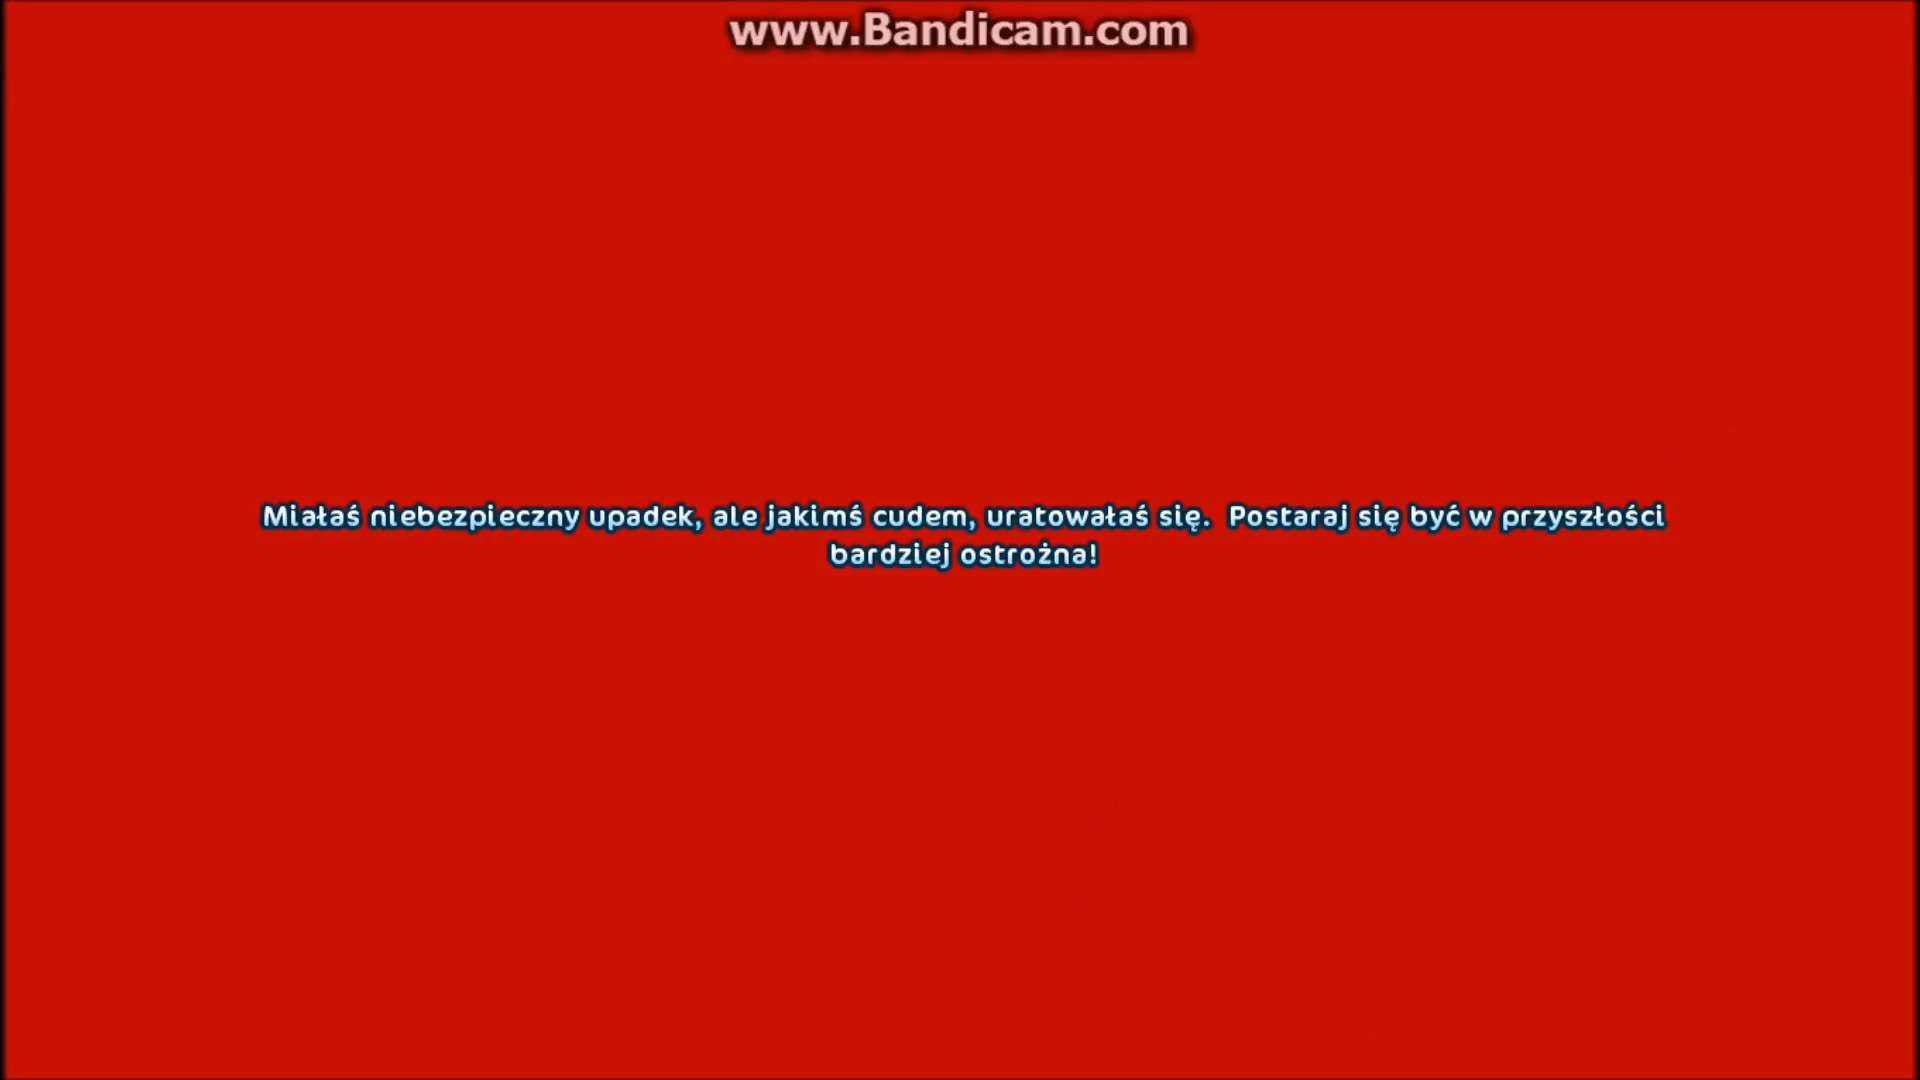 www.Bandicam.com
Miałaś niebezpieczny upadek, ale jakimś cudem, uratowałaś się.  Postaraj się być w przyszłości
bardziej ostrożna!